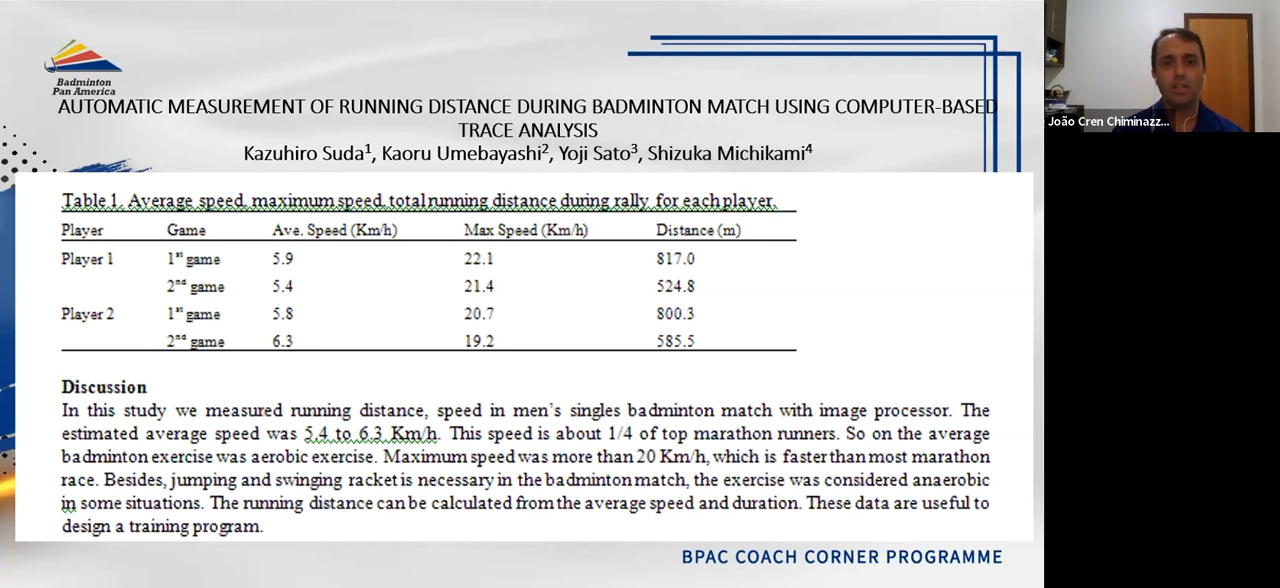 Badminton
Pan America
AUTOMATIC MEASUREMENT OF RUNNING DISTANCE DURING BADMINTON MATCH USING COMPUTER-BASED
TRACE ANALYSIS
Kazuhiro Suda¹, Kaoru Umebayashi², Yoji Sato³, Shizuka Michikami⁴
João Cren Chiminazz...
Table 1. Average speed, maximum speed, total running distance during rally for each player.
Player Game Ave. Speed (Km/h) Max Speed (Km/h) Distance (m)
Player 1 1st game 5.9 22.1 817.0
2nd game 5.4 21.4 524.8
Player 2 1st game 5.8 20.7 800.3
2nd game 6.3 19.2 585.5
Discussion
In this study we measured running distance, speed in men's singles badminton match with image processor. The
estimated average speed was 5.4 to 6.3 Km/h. This speed is about 1/4 of top marathon runners. So on the average
badminton exercise was aerobic exercise. Maximum speed was more than 20 Km/h, which is faster than most marathon
race. Besides, jumping and swinging racket is necessary in the badminton match, the exercise was considered anaerobic
in some situations. The running distance can be calculated from the average speed and duration. These data are useful to
design a training program.
BPAC COACH CORNER PROGRAMME